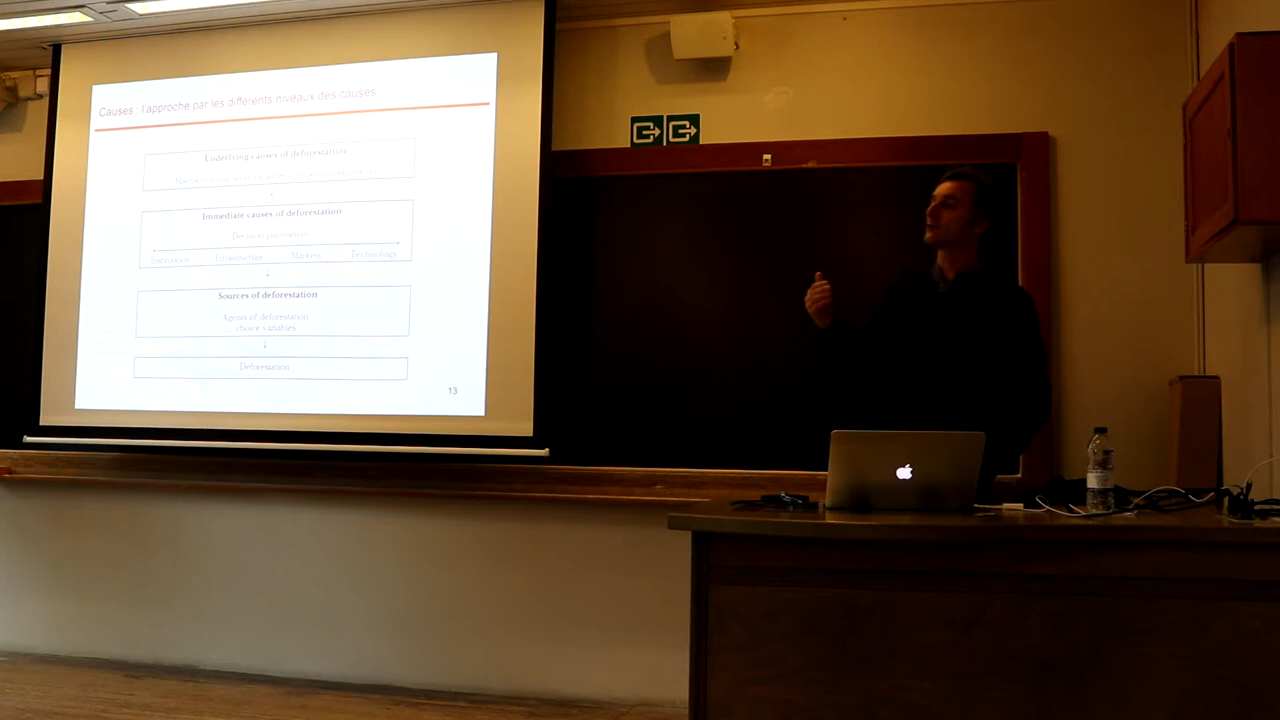 Causes : l'approche par les différents niveaux des causes
Underlying causes of deforestation
Immediate causes of deforestation
Decision parameters
Institutions Infrastructure Markets Technology
Sources of deforestation
Agents of deforestation
choice variables
Deforestation
13